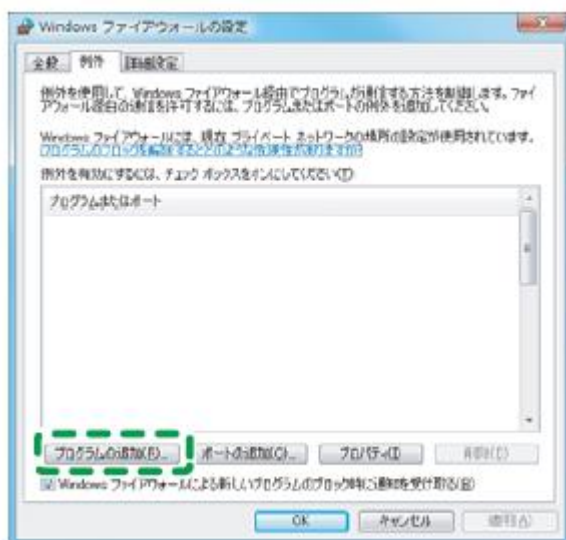 Windows ファイアウォールの設定
全般 例外 詳細設定
例外を使用して、Windows ファイアウォール経由でプログラムが通信する方法を制御します。ファイ
アウォール経由の通信を許可するには、プログラムまたはポートの例外を追加してください。
Windows ファイアウォールは、現在 プライベート ネットワークの場所の設定が使用されています。
プログラムのブロックを解除するとどのような危険性がありますか?
例外を有効にするには、チェック ボックスをオンにしてください(T)
プログラムまたはポート
プログラムの追加(R)... ポートの追加(O)... プロパティ(I) 削除(D)
Windows ファイアウォールによる新しいプログラムのブロック時に通知を受け取る(B)
OK キャンセル 適用(A)